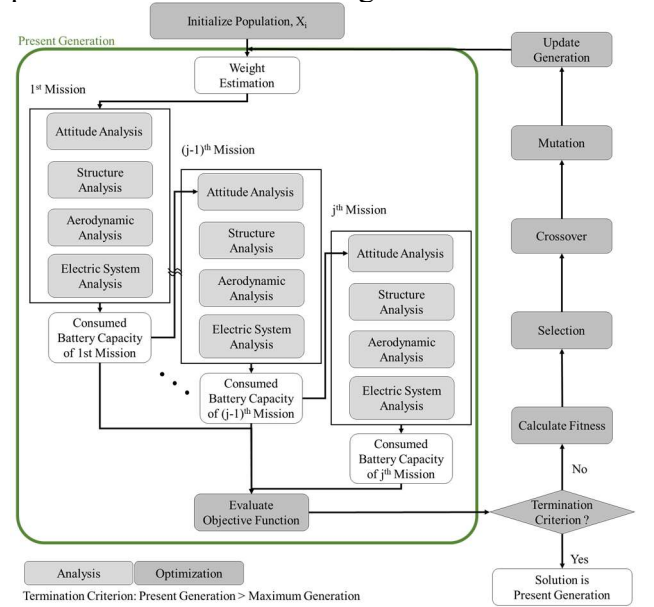 Initialize Population, Xi
Present Generation
Weight
Estimation
1st Mission
Attitude Analysis
Structure
Analysis
Aerodynamic
Analysis
Electric System
Analysis
Consumed
Battery Capacity
of 1st Mission
(j-1)th Mission
Attitude Analysis
Structure
Analysis
Aerodynamic
Analysis
Electric System
Analysis
Consumed
Battery Capacity
of (j-1)th Mission
jth Mission
Attitude Analysis
Structure
Analysis
Aerodynamic
Analysis
Electric System
Analysis
Consumed
Battery Capacity
of jth Mission
Evaluate
Objective Function
Termination
Criterion ?
No
Calculate Fitness
Selection
Crossover
Mutation
Update
Generation
Yes
Solution is
Present Generation
Analysis
Optimization
Termination Criterion: Present Generation > Maximum Generation